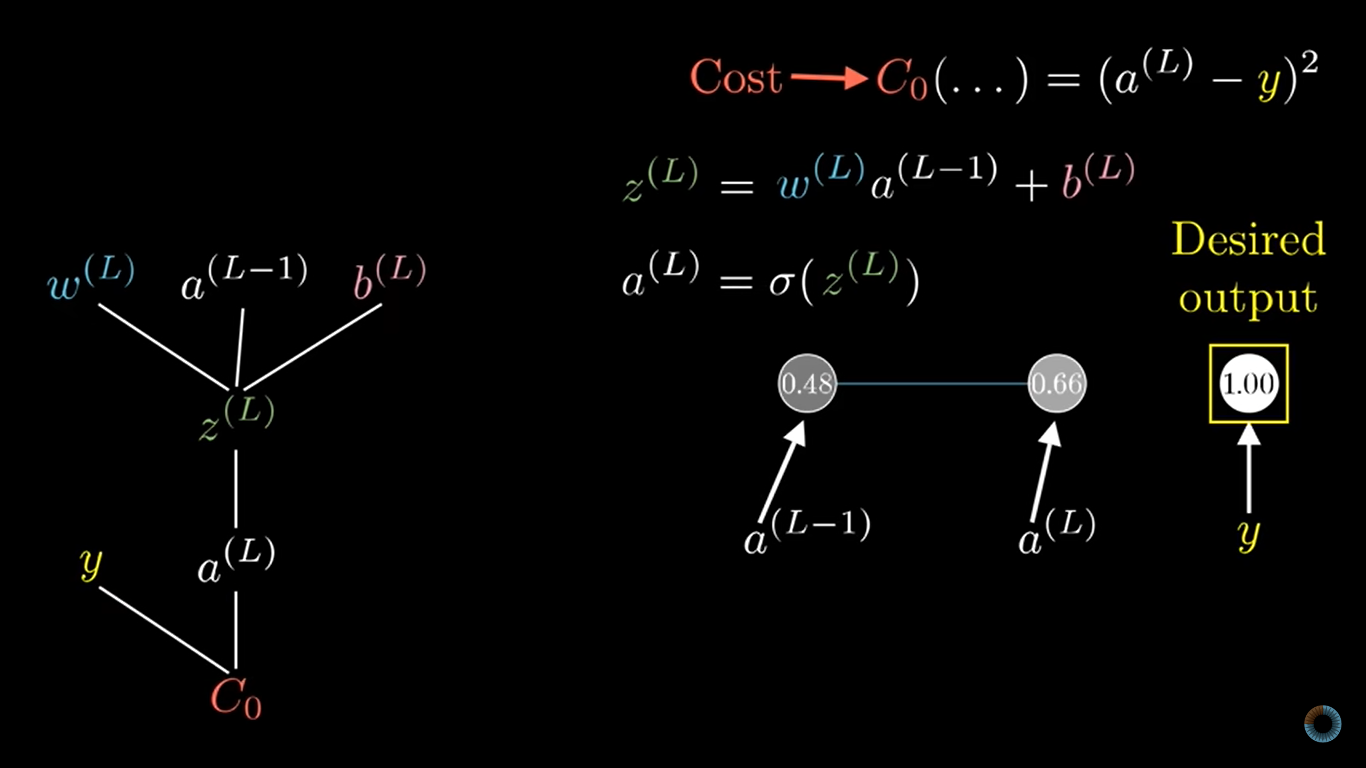 Cost → C₀(...) = (a^(L) − y)²
z^(L) = w^(L)a^(L−1) + b^(L)
a^(L) = σ(z^(L))
Desired
output
0.48
0.66
1.00
a^(L−1)
a^(L)
y
w^(L)
a^(L−1)
b^(L)
z^(L)
y
a^(L)
C₀